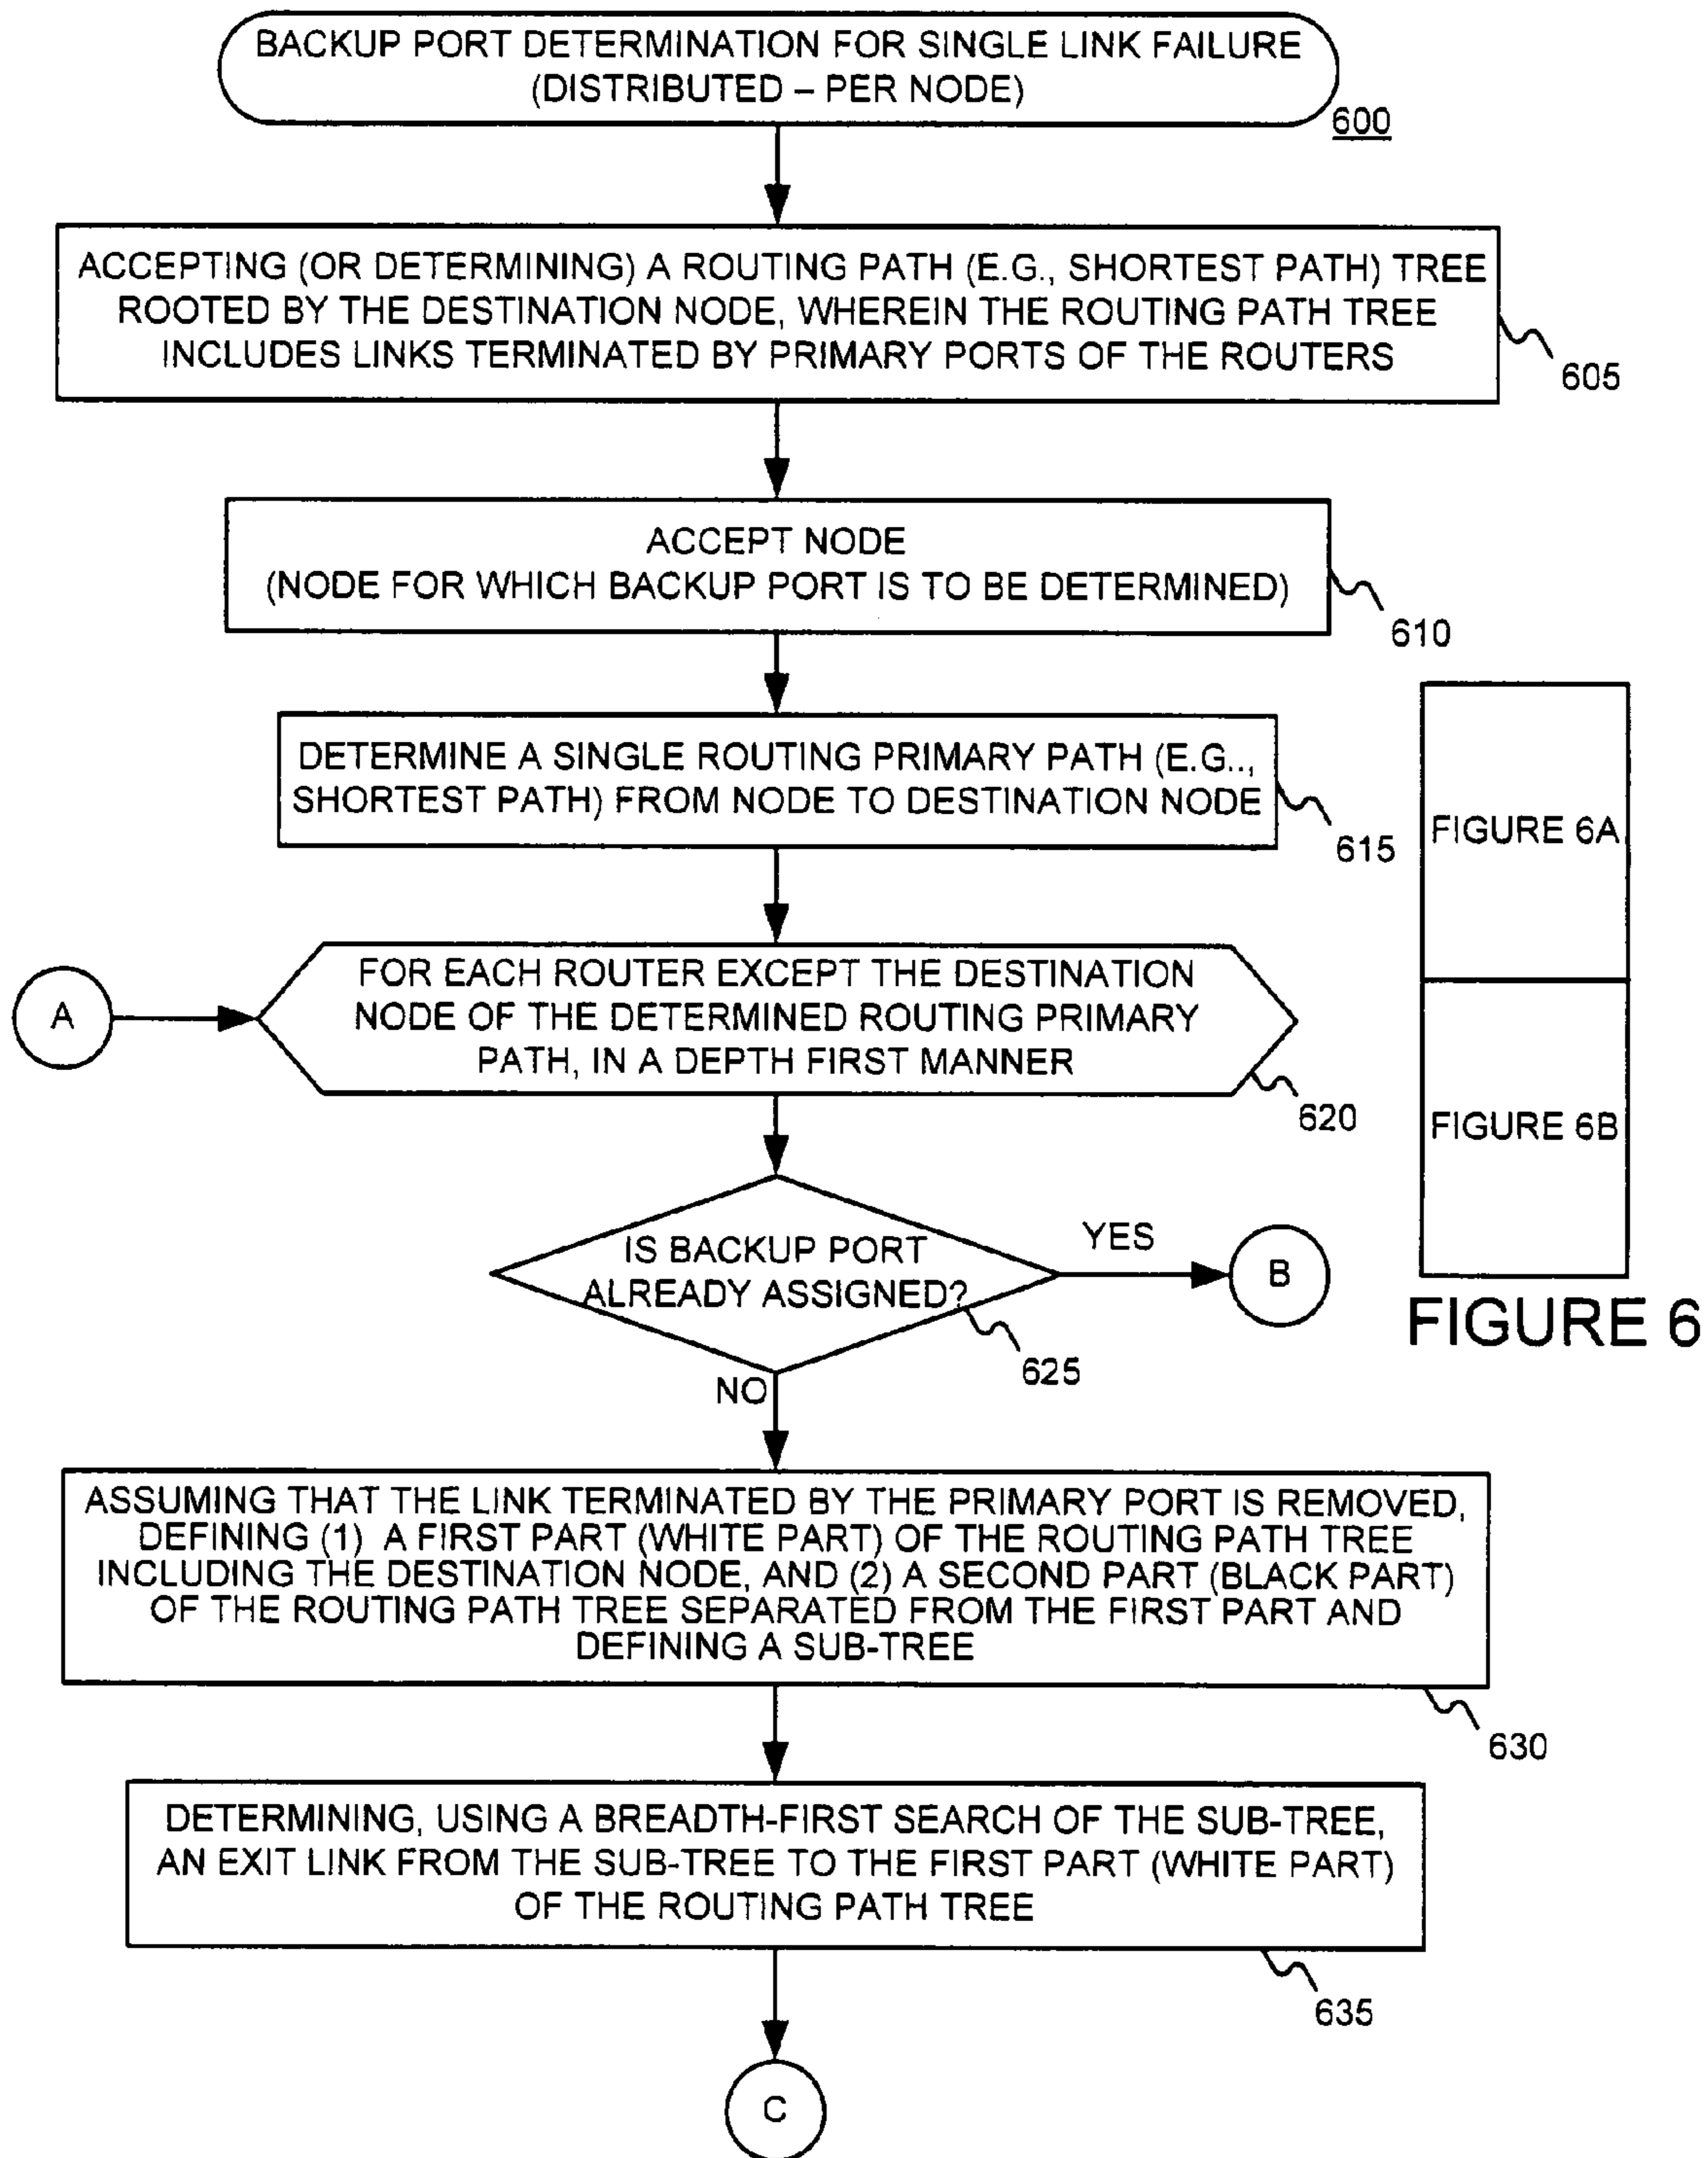 BACKUP PORT DETERMINATION FOR SINGLE LINK FAILURE
(DISTRIBUTED – PER NODE)
600
ACCEPTING (OR DETERMINING) A ROUTING PATH (E.G., SHORTEST PATH) TREE
ROOTED BY THE DESTINATION NODE, WHEREIN THE ROUTING PATH TREE
INCLUDES LINKS TERMINATED BY PRIMARY PORTS OF THE ROUTERS
605
ACCEPT NODE
(NODE FOR WHICH BACKUP PORT IS TO BE DETERMINED)
610
DETERMINE A SINGLE ROUTING PRIMARY PATH (E.G..,
SHORTEST PATH) FROM NODE TO DESTINATION NODE
615
A
FOR EACH ROUTER EXCEPT THE DESTINATION
NODE OF THE DETERMINED ROUTING PRIMARY
PATH, IN A DEPTH FIRST MANNER
620
IS BACKUP PORT
ALREADY ASSIGNED?
625
YES
B
NO
ASSUMING THAT THE LINK TERMINATED BY THE PRIMARY PORT IS REMOVED,
DEFINING (1) A FIRST PART (WHITE PART) OF THE ROUTING PATH TREE
INCLUDING THE DESTINATION NODE, AND (2) A SECOND PART (BLACK PART)
OF THE ROUTING PATH TREE SEPARATED FROM THE FIRST PART AND
DEFINING A SUB-TREE
630
DETERMINING, USING A BREADTH-FIRST SEARCH OF THE SUB-TREE,
AN EXIT LINK FROM THE SUB-TREE TO THE FIRST PART (WHITE PART)
OF THE ROUTING PATH TREE
635
C
FIGURE 6A
FIGURE 6B
FIGURE 6